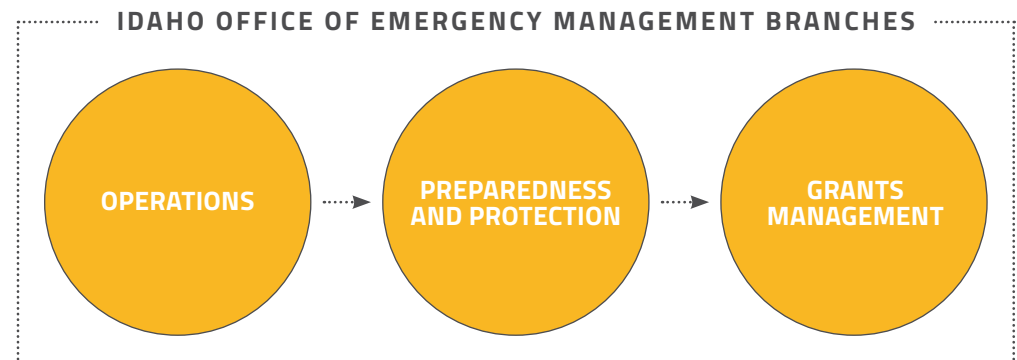 IDAHO OFFICE OF EMERGENCY MANAGEMENT BRANCHES
OPERATIONS
PREPAREDNESS
AND PROTECTION
GRANTS
MANAGEMENT